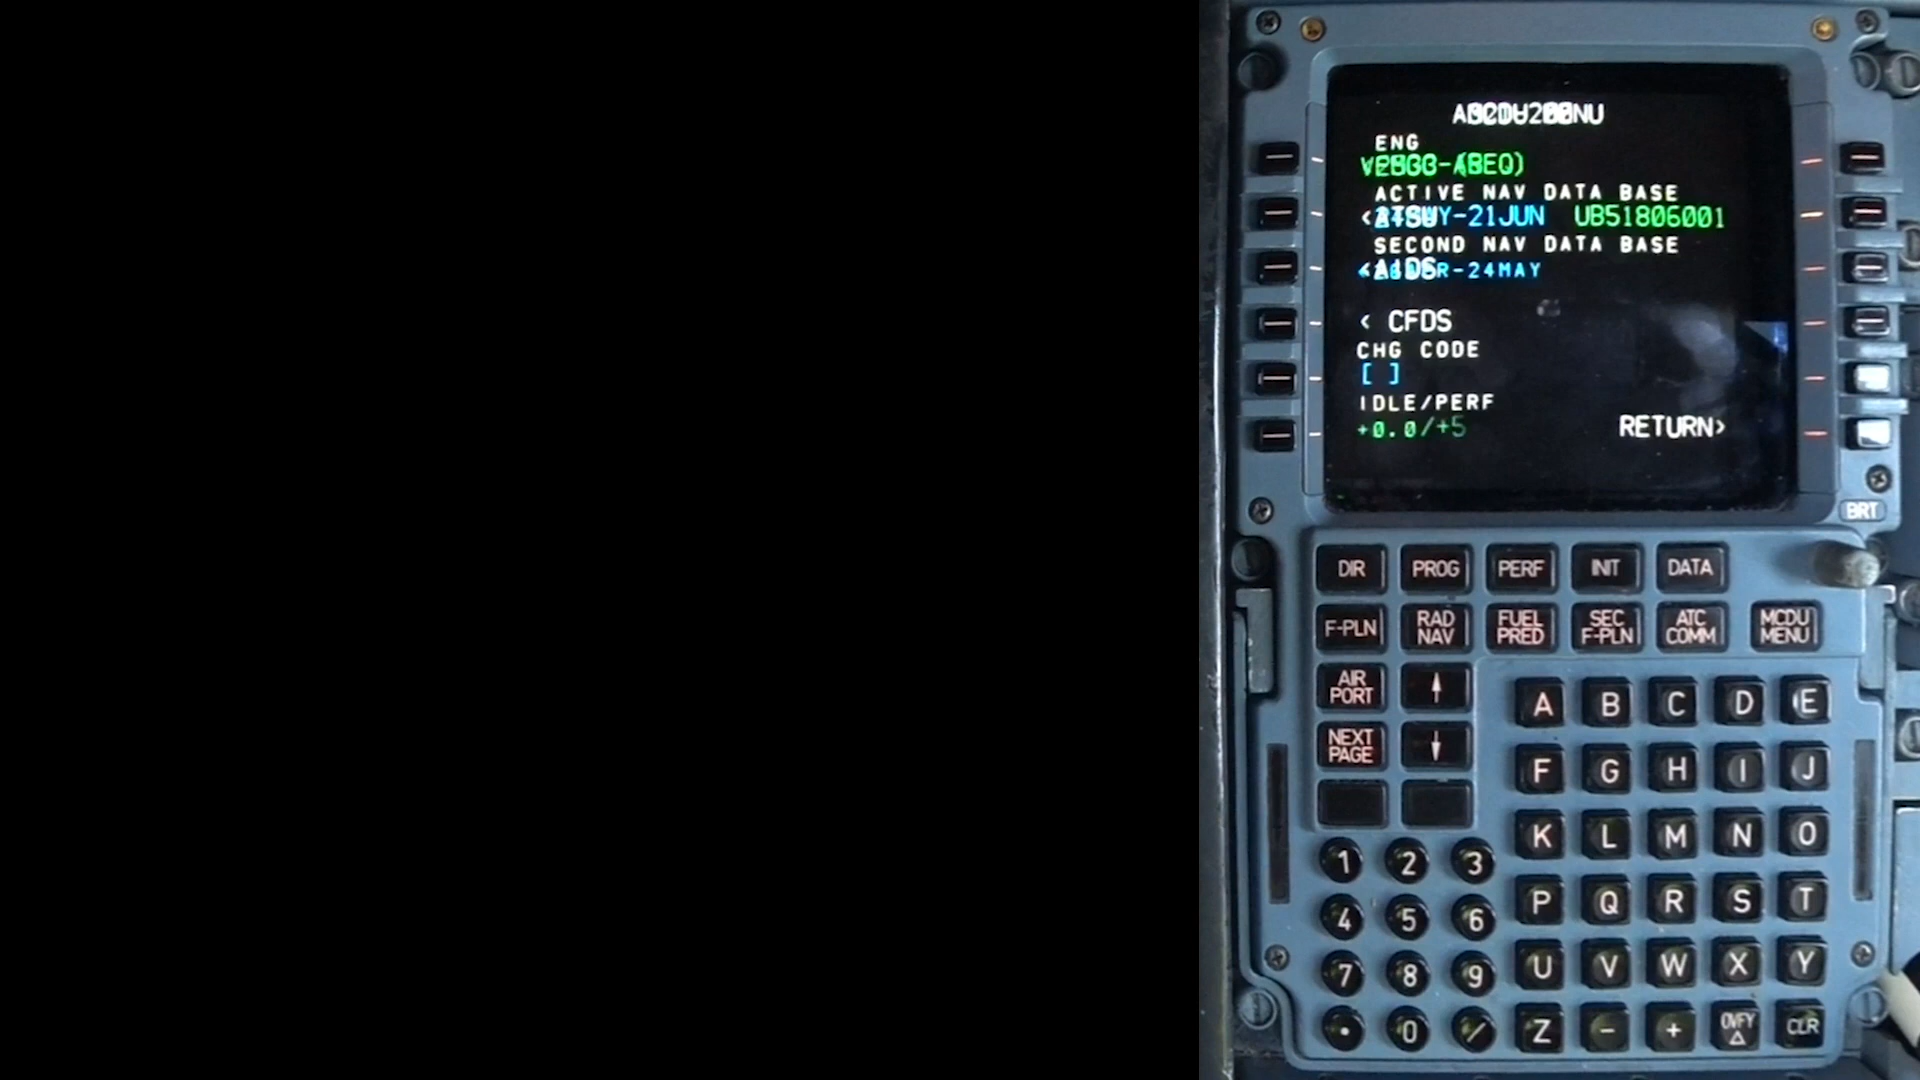 ENG
ACTIVE NAV DATA BASE
-21JUN UB51806001
SECOND NAV DATA BASE
-24MAY
< CFDS
CHG CODE
[ ]
IDLE/PERF
+0.0/+5 RETURN>
BRT
DIR PROG PERF INIT DATA
F-PLN RAD NAV FUEL PRED SEC F-PLN ATC COMM MCDU MENU
AIR PORT ↑
NEXT PAGE ↓
A B C D E
F G H I J
K L M N O
1 2 3
P Q R S T
4 5 6
U V W X Y
7 8 9
. 0 / Z - + OVFY Δ CLR